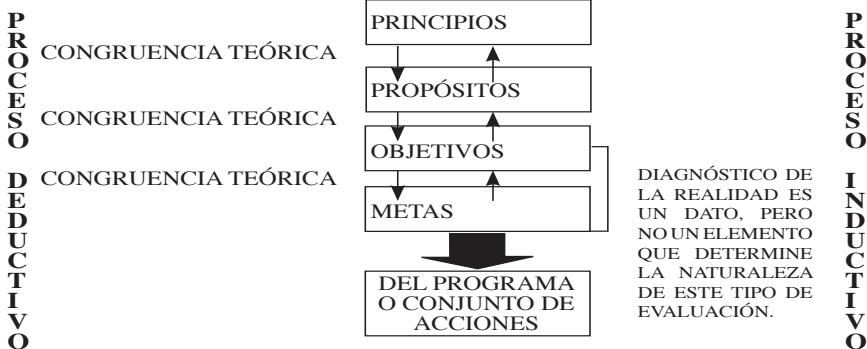 PROCESO DEDUCTIVO
PRINCIPIOS
CONGRUENCIA TEÓRICA
PROPÓSITOS
CONGRUENCIA TEÓRICA
OBJETIVOS
CONGRUENCIA TEÓRICA
METAS
DEL PROGRAMA
O CONJUNTO DE
ACCIONES
DIAGNÓSTICO DE
LA REALIDAD ES
UN DATO, PERO
NO UN ELEMENTO
QUE DETERMINE
LA NATURALEZA
DE ESTE TIPO DE
EVALUACIÓN.
PROCESO INDUCTIVO